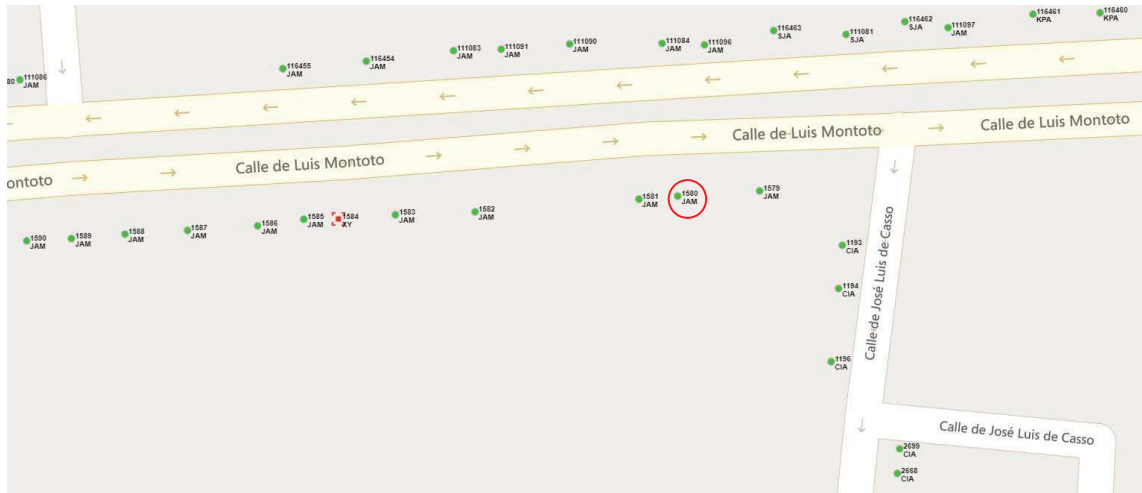 116461
KPA
116460
KPA
116462
SJA
111097
JAM
116463
SJA
111081
SJA
111084
JAM
111096
JAM
111090
JAM
111091
JAM
111083
JAM
116454
JAM
116455
JAM
80
111086
JAM
Calle de Luis Montoto
Calle de Luis Montoto
Calle de Luis Montoto
ontoto
1579
JAM
1580
JAM
1581
JAM
1582
JAM
1583
JAM
1584
XY
1585
JAM
1586
JAM
1587
JAM
1588
JAM
1589
JAM
1590
JAM
1193
CIA
1194
CIA
1196
CIA
Calle de José Luis de Casso
Calle de José Luis de Casso
2699
CIA
2668
CIA